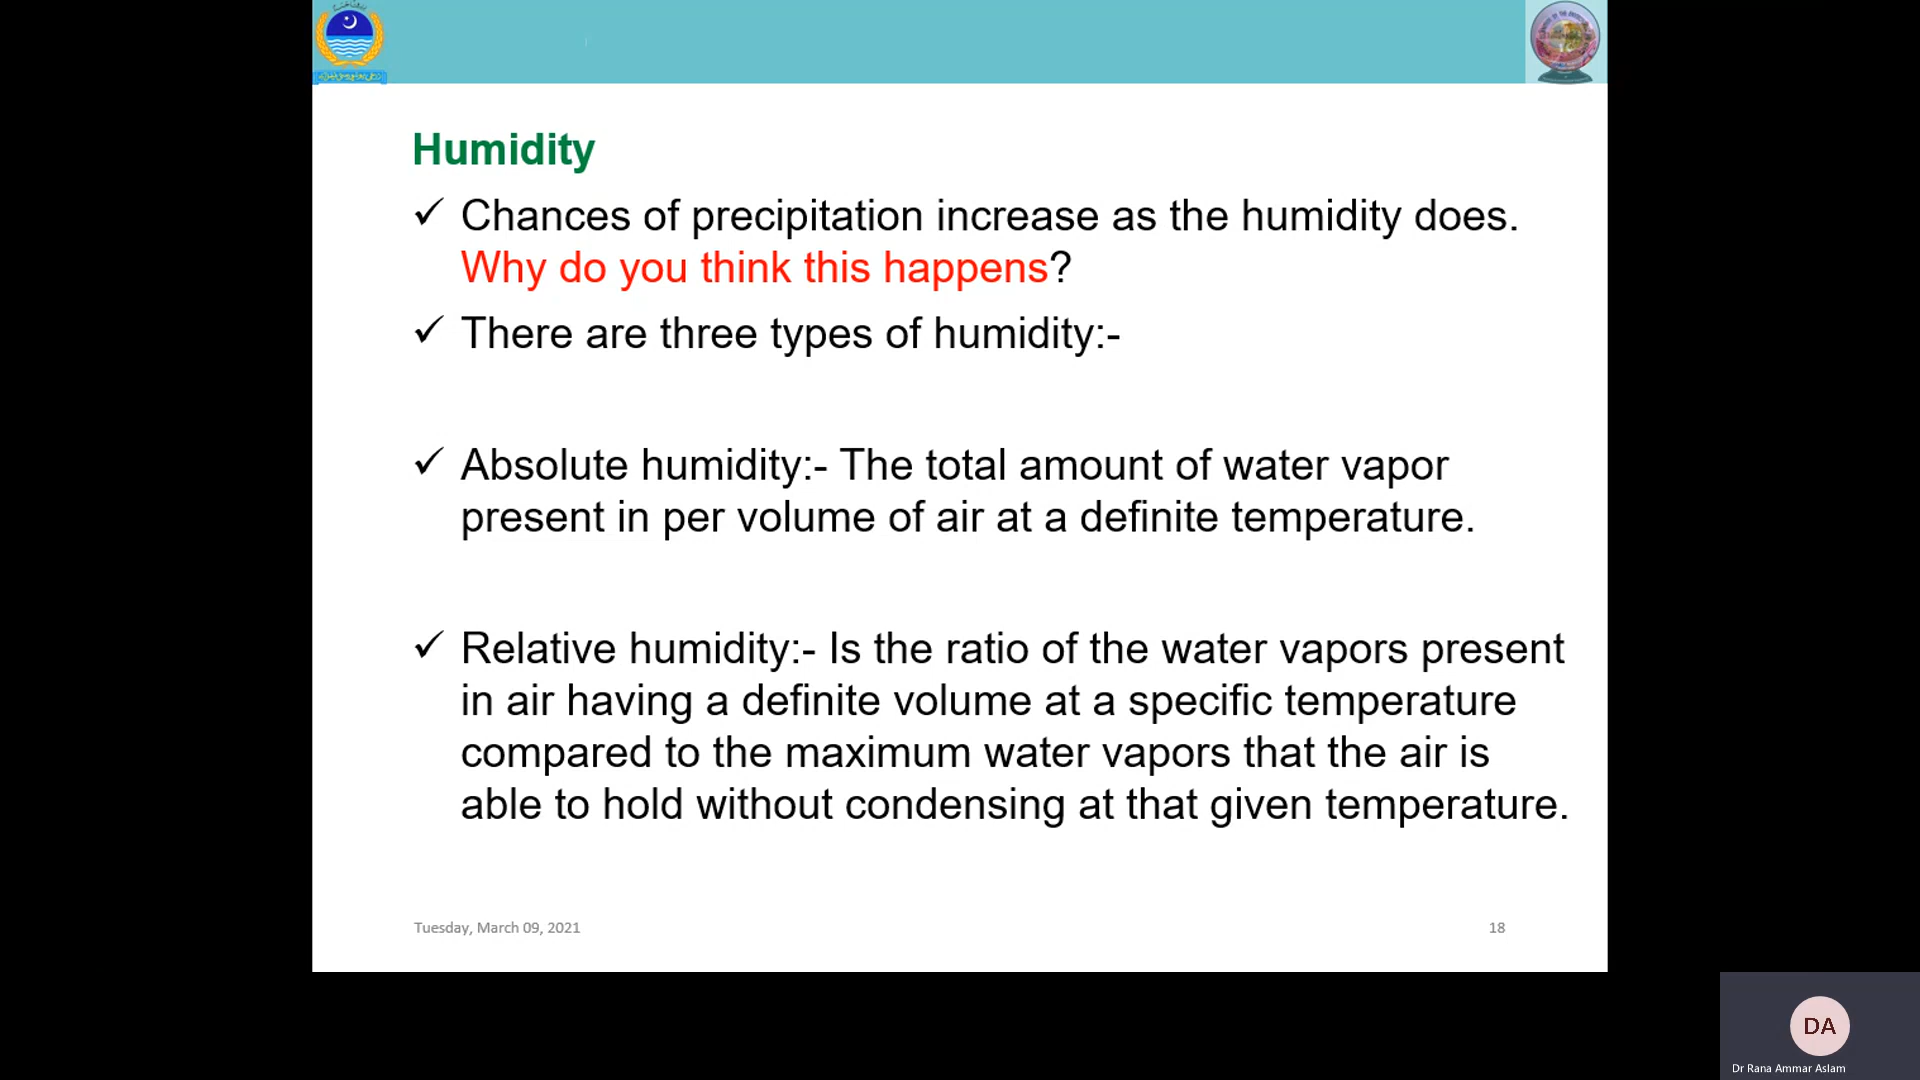 Humidity
✓ Chances of precipitation increase as the humidity does.
Why do you think this happens?
✓ There are three types of humidity:-
✓ Absolute humidity:- The total amount of water vapor
present in per volume of air at a definite temperature.
✓ Relative humidity:- Is the ratio of the water vapors present
in air having a definite volume at a specific temperature
compared to the maximum water vapors that the air is
able to hold without condensing at that given temperature.
Tuesday, March 09, 2021
18
DA
Dr Rana Ammar Aslam